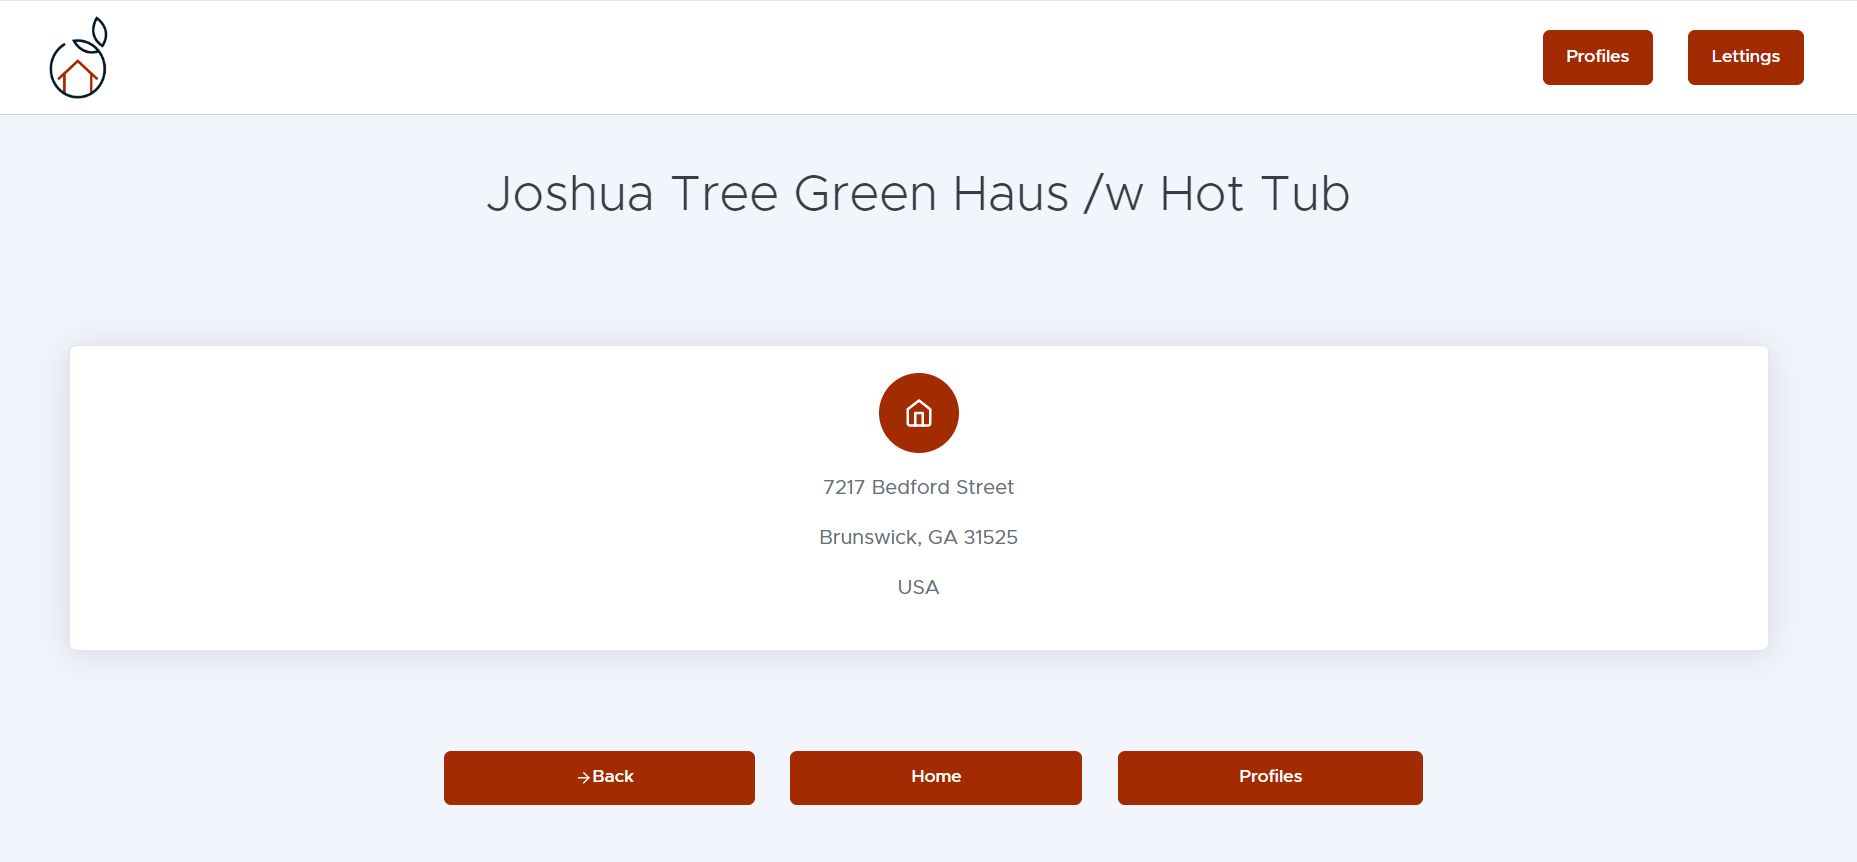 Profiles
Lettings
Joshua Tree Green Haus /w Hot Tub
7217 Bedford Street
Brunswick, GA 31525
USA
→Back
Home
Profiles